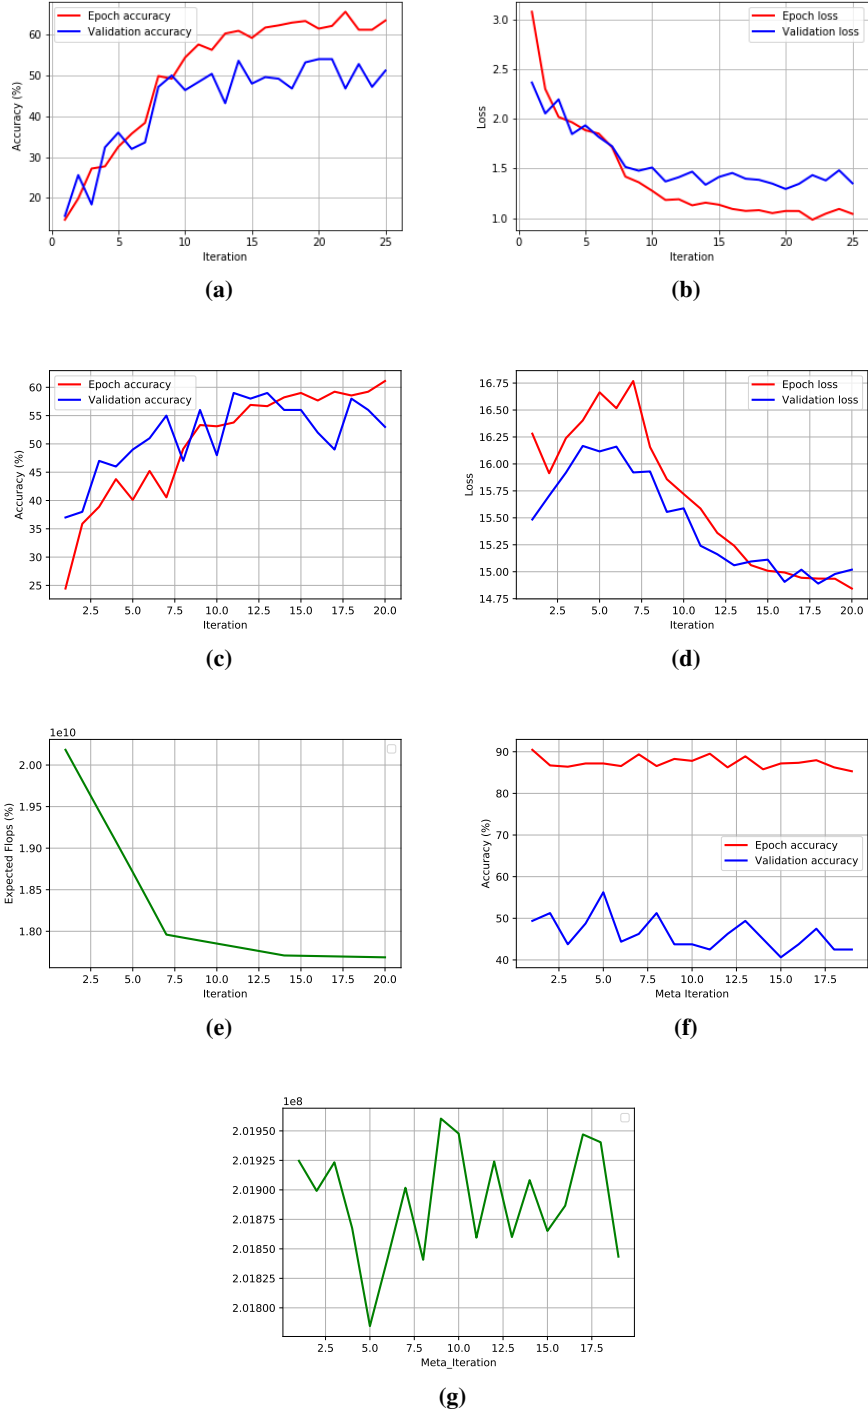 Epoch accuracy
Validation accuracy
60
50
40
30
20
Accuracy (%)
0 5 10 15 20 25
Iteration
(a)
Epoch loss
Validation loss
3.0
2.5
2.0
1.5
1.0
Loss
0 5 10 15 20 25
Iteration
(b)
Epoch accuracy
Validation accuracy
60
55
50
45
40
35
30
25
Accuracy (%)
2.5 5.0 7.5 10.0 12.5 15.0 17.5 20.0
Iteration
(c)
Epoch loss
Validation loss
16.75
16.50
16.25
16.00
15.75
15.50
15.25
15.00
14.75
Loss
2.5 5.0 7.5 10.0 12.5 15.0 17.5 20.0
Iteration
(d)
1e10
2.00
1.95
1.90
1.85
1.80
Expected Flops (%)
2.5 5.0 7.5 10.0 12.5 15.0 17.5 20.0
Iteration
(e)
90
80
70
60
50
40
Accuracy (%)
Epoch accuracy
Validation accuracy
2.5 5.0 7.5 10.0 12.5 15.0 17.5
Meta Iteration
(f)
1e8
2.01950
2.01925
2.01900
2.01875
2.01850
2.01825
2.01800
2.5 5.0 7.5 10.0 12.5 15.0 17.5
Meta_Iteration
(g)